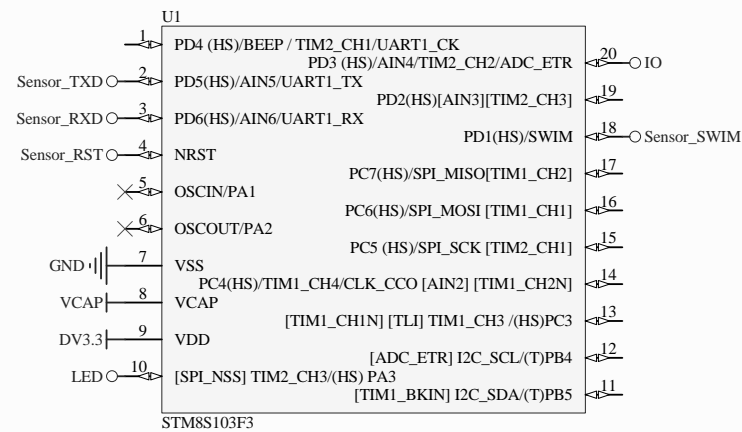 U1
1 PD4 (HS)/BEEP / TIM2_CH1/UART1_CK
PD3 (HS)/AIN4/TIM2_CH2/ADC_ETR 20 IO
Sensor_TXD 2 PD5(HS)/AIN5/UART1_TX
PD2(HS)[AIN3][TIM2_CH3] 19
Sensor_RXD 3 PD6(HS)/AIN6/UART1_RX
PD1(HS)/SWIM 18 Sensor_SWIM
Sensor_RST 4 NRST
PC7(HS)/SPI_MISO[TIM1_CH2] 17
5 OSCIN/PA1
PC6(HS)/SPI_MOSI [TIM1_CH1] 16
6 OSCOUT/PA2
PC5 (HS)/SPI_SCK [TIM2_CH1] 15
GND 7 VSS
PC4(HS)/TIM1_CH4/CLK_CCO [AIN2] [TIM1_CH2N] 14
VCAP 8 VCAP
[TIM1_CH1N] [TLI] TIM1_CH3 /(HS)PC3 13
DV3.3 9 VDD
[ADC_ETR] I2C_SCL/(T)PB4 12
LED 10 [SPI_NSS] TIM2_CH3/(HS) PA3
[TIM1_BKIN] I2C_SDA/(T)PB5 11
STM8S103F3